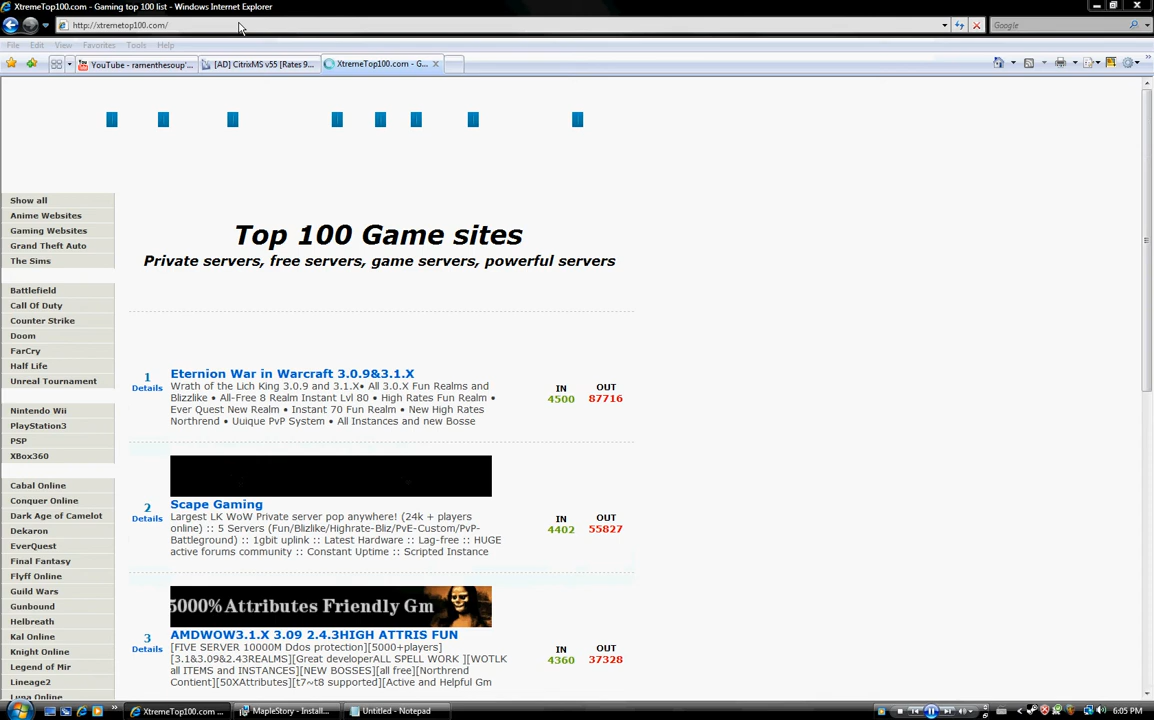 XtremeTop100.com - Gaming top 100 list - Windows Internet Explorer
http://xtremetop100.com/
Google
File Edit View Favorites Tools Help
YouTube - ramenthesoup'...
[AD] CitrixMS v55 [Rates 9...
XtremeTop100.com - G...
Show all
Anime Websites
Gaming Websites
Grand Theft Auto
The Sims
Battlefield
Call Of Duty
Counter Strike
Doom
FarCry
Half Life
Unreal Tournament
Nintendo Wii
PlayStation3
PSP
XBox360
Cabal Online
Conquer Online
Dark Age of Camelot
Dekaron
EverQuest
Final Fantasy
Flyff Online
Guild Wars
Gunbound
Helbreath
Kal Online
Knight Online
Legend of Mir
Lineage2
Luna Online
Top 100 Game sites
Private servers, free servers, game servers, powerful servers
1
Details
Eternion War in Warcraft 3.0.9&3.1.X
Wrath of the Lich King 3.0.9 and 3.1.X• All 3.0.X Fun Realms and
Blizzlike • All-Free 8 Realm Instant Lvl 80 • High Rates Fun Realm •
Ever Quest New Realm • Instant 70 Fun Realm • New High Rates
Northrend • Uuique PvP System • All Instances and new Bosse
IN
4500
OUT
87716
2
Details
Scape Gaming
Largest LK WoW Private server pop anywhere! (24k + players
online) :: 5 Servers (Fun/Blizlike/Highrate-Bliz/PvE-Custom/PvP-
Battleground) :: 1gbit uplink :: Latest Hardware :: Lag-free :: HUGE
active forums community :: Constant Uptime :: Scripted Instance
IN
4402
OUT
55827
5000% Attributes Friendly Gm
3
Details
AMDWOW3.1.X 3.09 2.4.3HIGH ATTRIS FUN
[FIVE SERVER 10000M Ddos protection][5000+players]
[3.1&3.09&2.43REALMS][Great developerALL SPELL WORK ][WOTLK
all ITEMS and INSTANCES][NEW BOSSES][all free][Northrend
Content][50XAttributes][t7~t8 supported][Active and Helpful Gm
IN
4360
OUT
37328
XtremeTop100.com ...
MapleStory - Install...
Untitled - Notepad
6:05 PM